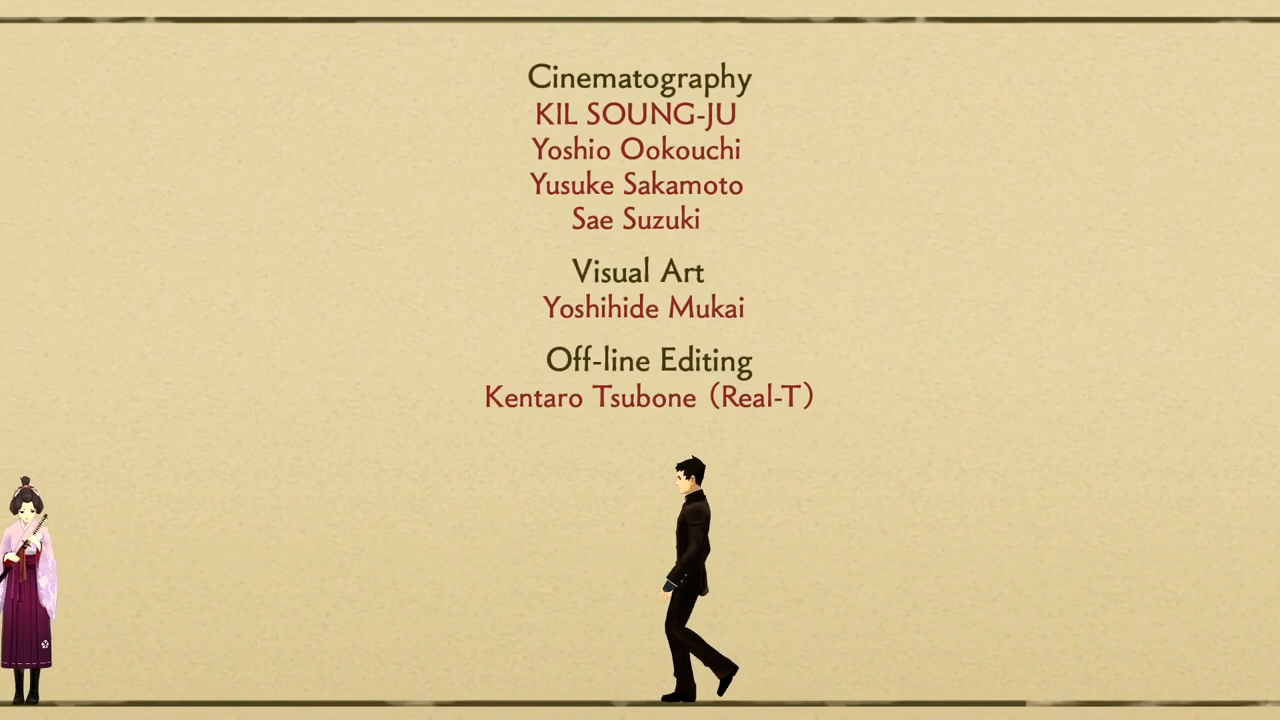 Cinematography
KIL SOUNG-JU
Yoshio Ookouchi
Yusuke Sakamoto
Sae Suzuki
Visual Art
Yoshihide Mukai
Off-line Editing
Kentaro Tsubone (Real-T)